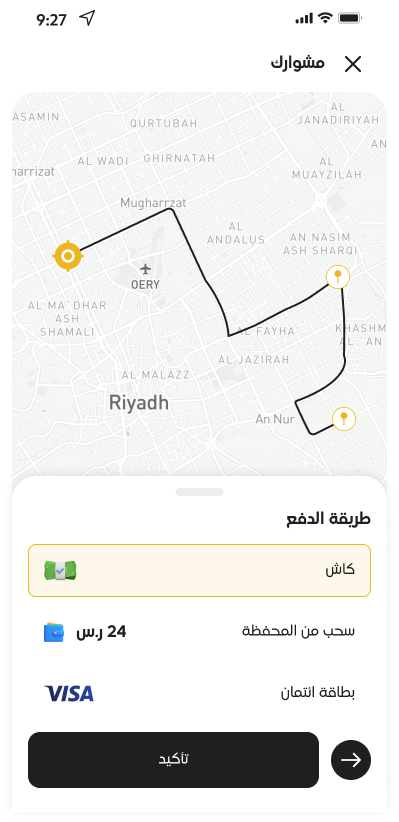 9:27
مشوارك
ASAMIN
QURTUBAH
AL
JANADIRIYAH
harrizat
AL WADI
GHIRNATAH
AN
AL
MUAYZILAH
Mugharrzat
AL
ANDALUS
AN NASIM
ASH SHARQI
OERY
AL MA`DHAR
ASH
SHAMALI
AL FAYHA'
KHASHM
AL `AN
AL JAZIRAH
AL MALAZZ
Riyadh
An Nur
طريقة الدفع
كاش
سحب من المحفظة
24 ر.س
بطاقة ائتمان
VISA
تأكيد